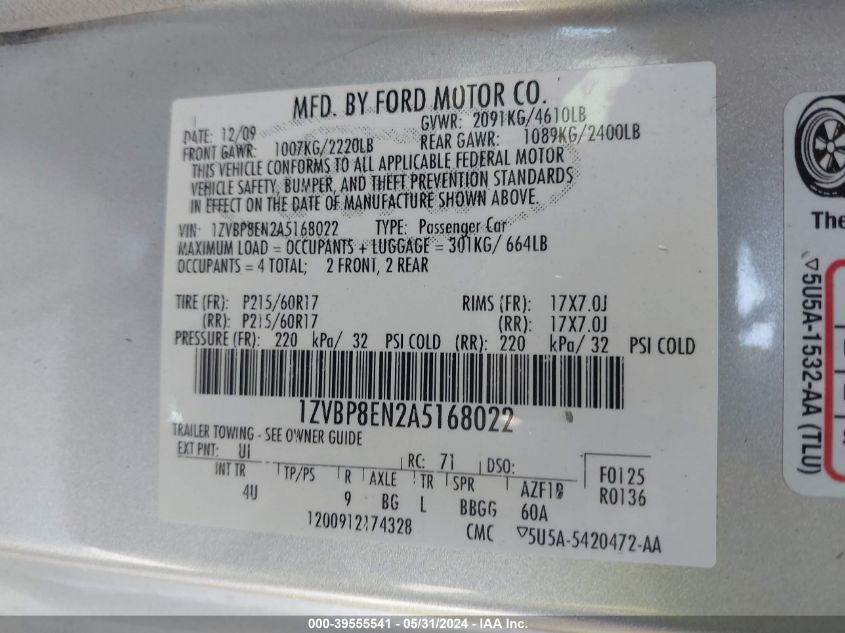 MFD. BY FORD MOTOR CO.
DATE: 12/09 GVWR: 2091KG/4610LB
FRONT GAWR: 1007KG/2220LB REAR GAWR: 1089KG/2400LB
THIS VEHICLE CONFORMS TO ALL APPLICABLE FEDERAL MOTOR
VEHICLE SAFETY, BUMPER, AND THEFT PREVENTION STANDARDS
IN EFFECT ON THE DATE OF MANUFACTURE SHOWN ABOVE.
VIN: 1ZVBP8EN2A5168022 TYPE: Passenger Car
MAXIMUM LOAD = OCCUPANTS + LUGGAGE = 301KG/ 664LB
OCCUPANTS = 4 TOTAL; 2 FRONT, 2 REAR
TIRE (FR): P215/60R17 RIMS (FR): 17X7.0J
(RR): P215/60R17 (RR): 17X7.0J
PRESSURE (FR): 220 kPa/ 32 PSI COLD (RR): 220 kPa/ 32 PSI COLD
1ZVBP8EN2A5168022
TRAILER TOWING - SEE OWNER GUIDE
EXT PNT: UI RC: 71 DSO:
INT TR TP/PS R AXLE TR SPR F0125
4U 9 BG L BBGG 60A R0136
1200912174328 CMC ▽5U5A-5420472-AA
The
▽5U5A-1532-AA (TLU)
000-39555541 - 05/31/2024 - IAA Inc.